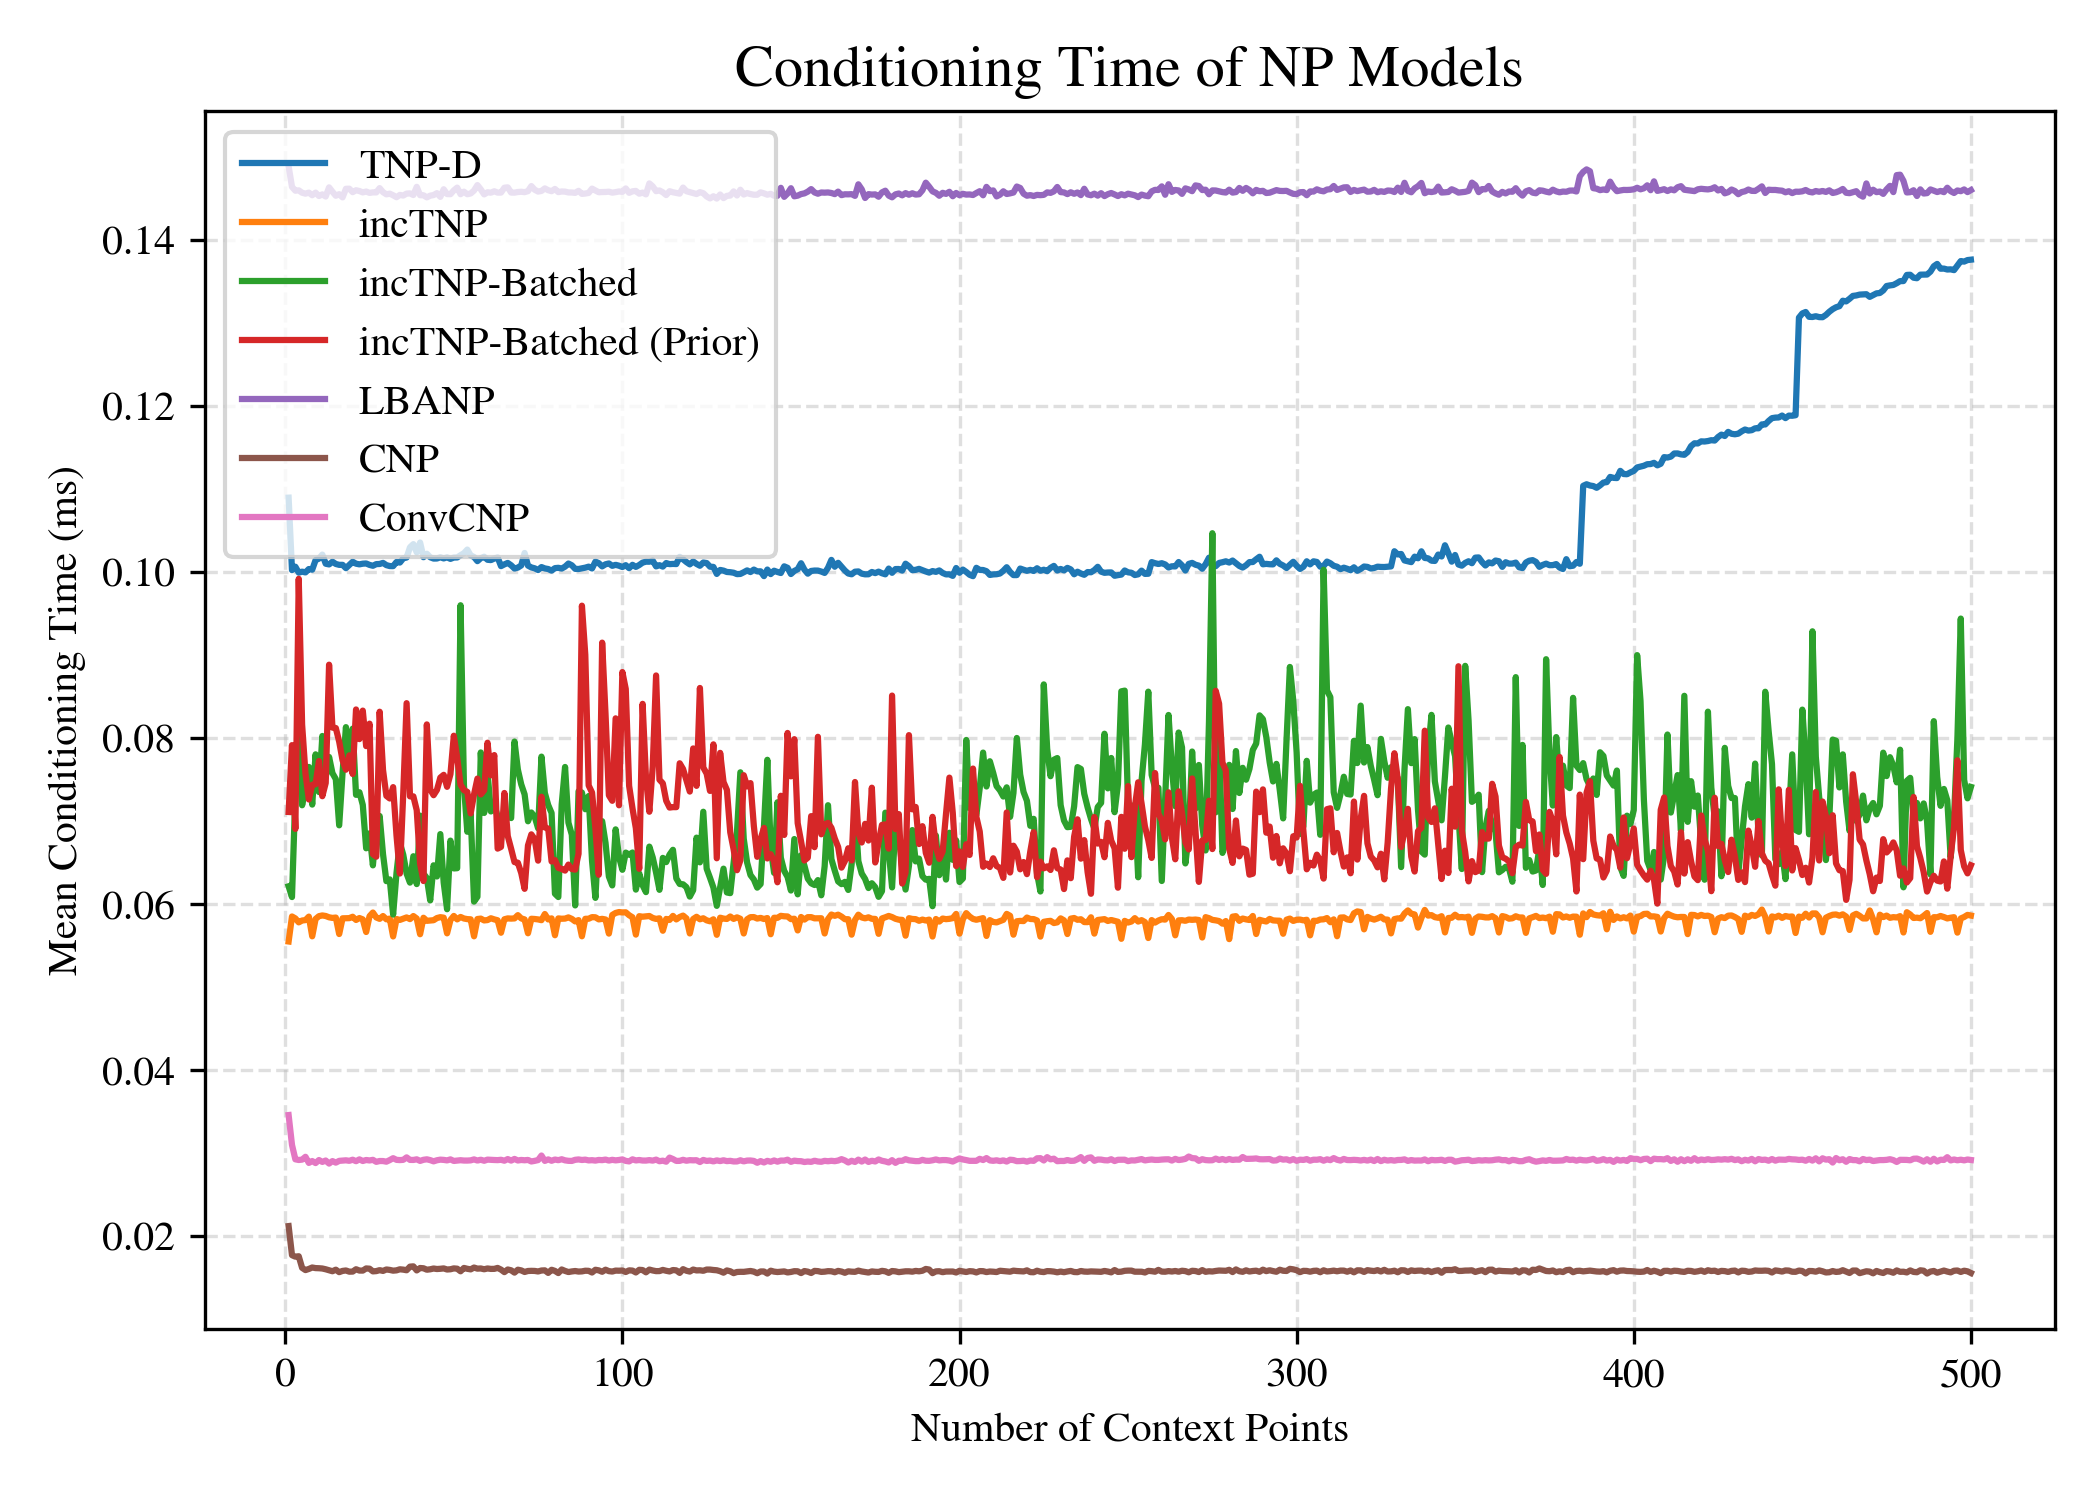 Conditioning Time of NP Models
TNP-D
incTNP
incTNP-Batched
incTNP-Batched (Prior)
LBANP
CNP
ConvCNP
Mean Conditioning Time (ms)
0.14
0.12
0.10
0.08
0.06
0.04
0.02
0
100
200
300
400
500
Number of Context Points